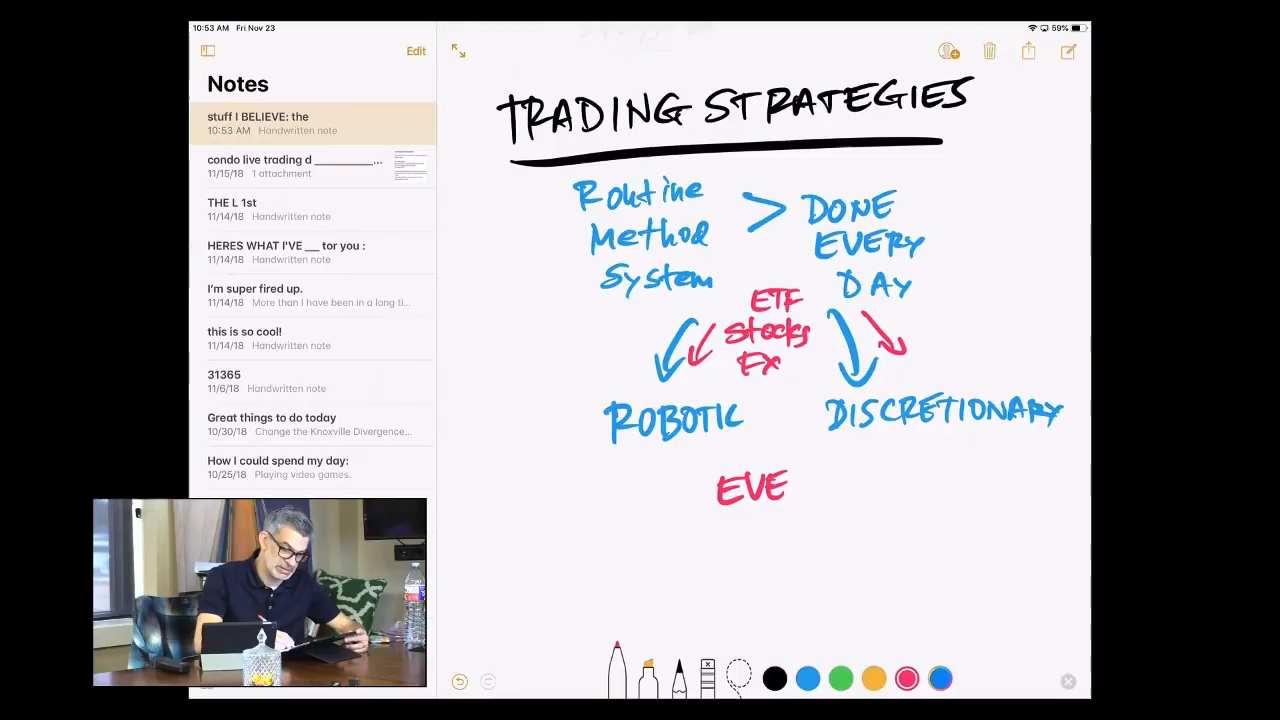 10:53 AM Fri Nov 23
59%
Edit
Notes
stuff I BELIEVE: the
10:53 AM Handwritten note
condo live trading d ___________...
11/15/18 1 attachment
THE L 1st
11/14/18 Handwritten note
HERES WHAT I'VE ___ tor you :
11/14/18 Handwritten note
I'm super fired up.
11/14/18 More than I have been in a long ti...
this is so cool!
11/14/18 Handwritten note
31365
11/6/18 Handwritten note
Great things to do today
10/30/18 Change the Knoxville Divergence...
How I could spend my day:
10/25/18 Playing video games.
TRADING STRATEGIES
Routine
Method
System
> DONE
EVERY
DAY
ETF
Stocks
FX
ROBOTIC
DISCRETIONARY
EVE